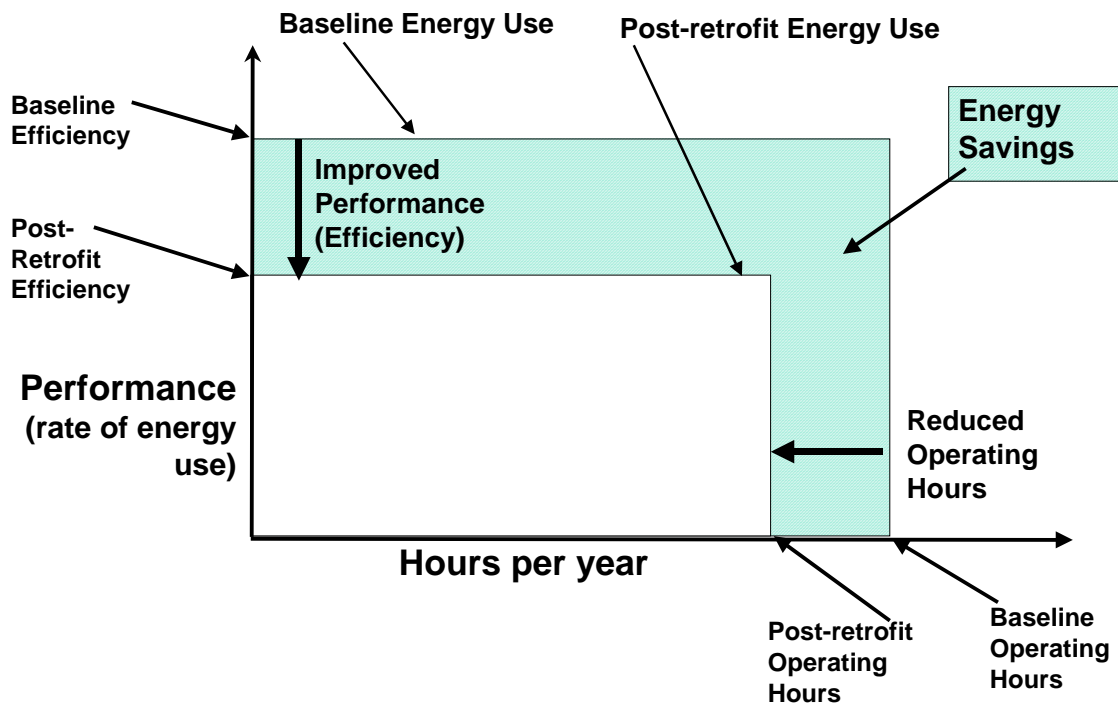 Baseline Energy Use
Post-retrofit Energy Use
Baseline
Efficiency
Energy
Savings
Improved
Performance
(Efficiency)
Post-
Retrofit
Efficiency
Performance
(rate of energy
use)
Reduced
Operating
Hours
Hours per year
Post-retrofit
Operating
Hours
Baseline
Operating
Hours